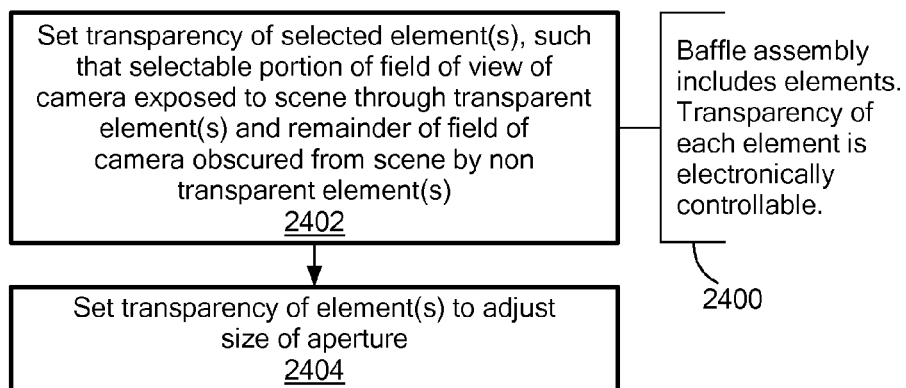 Set transparency of selected element(s), such
that selectable portion of field of view of
camera exposed to scene through transparent
element(s) and remainder of field of
camera obscured from scene by non
transparent element(s)
2402
Baffle assembly
includes elements.
Transparency of
each element is
electronically
controllable.
2400
Set transparency of element(s) to adjust
size of aperture
2404